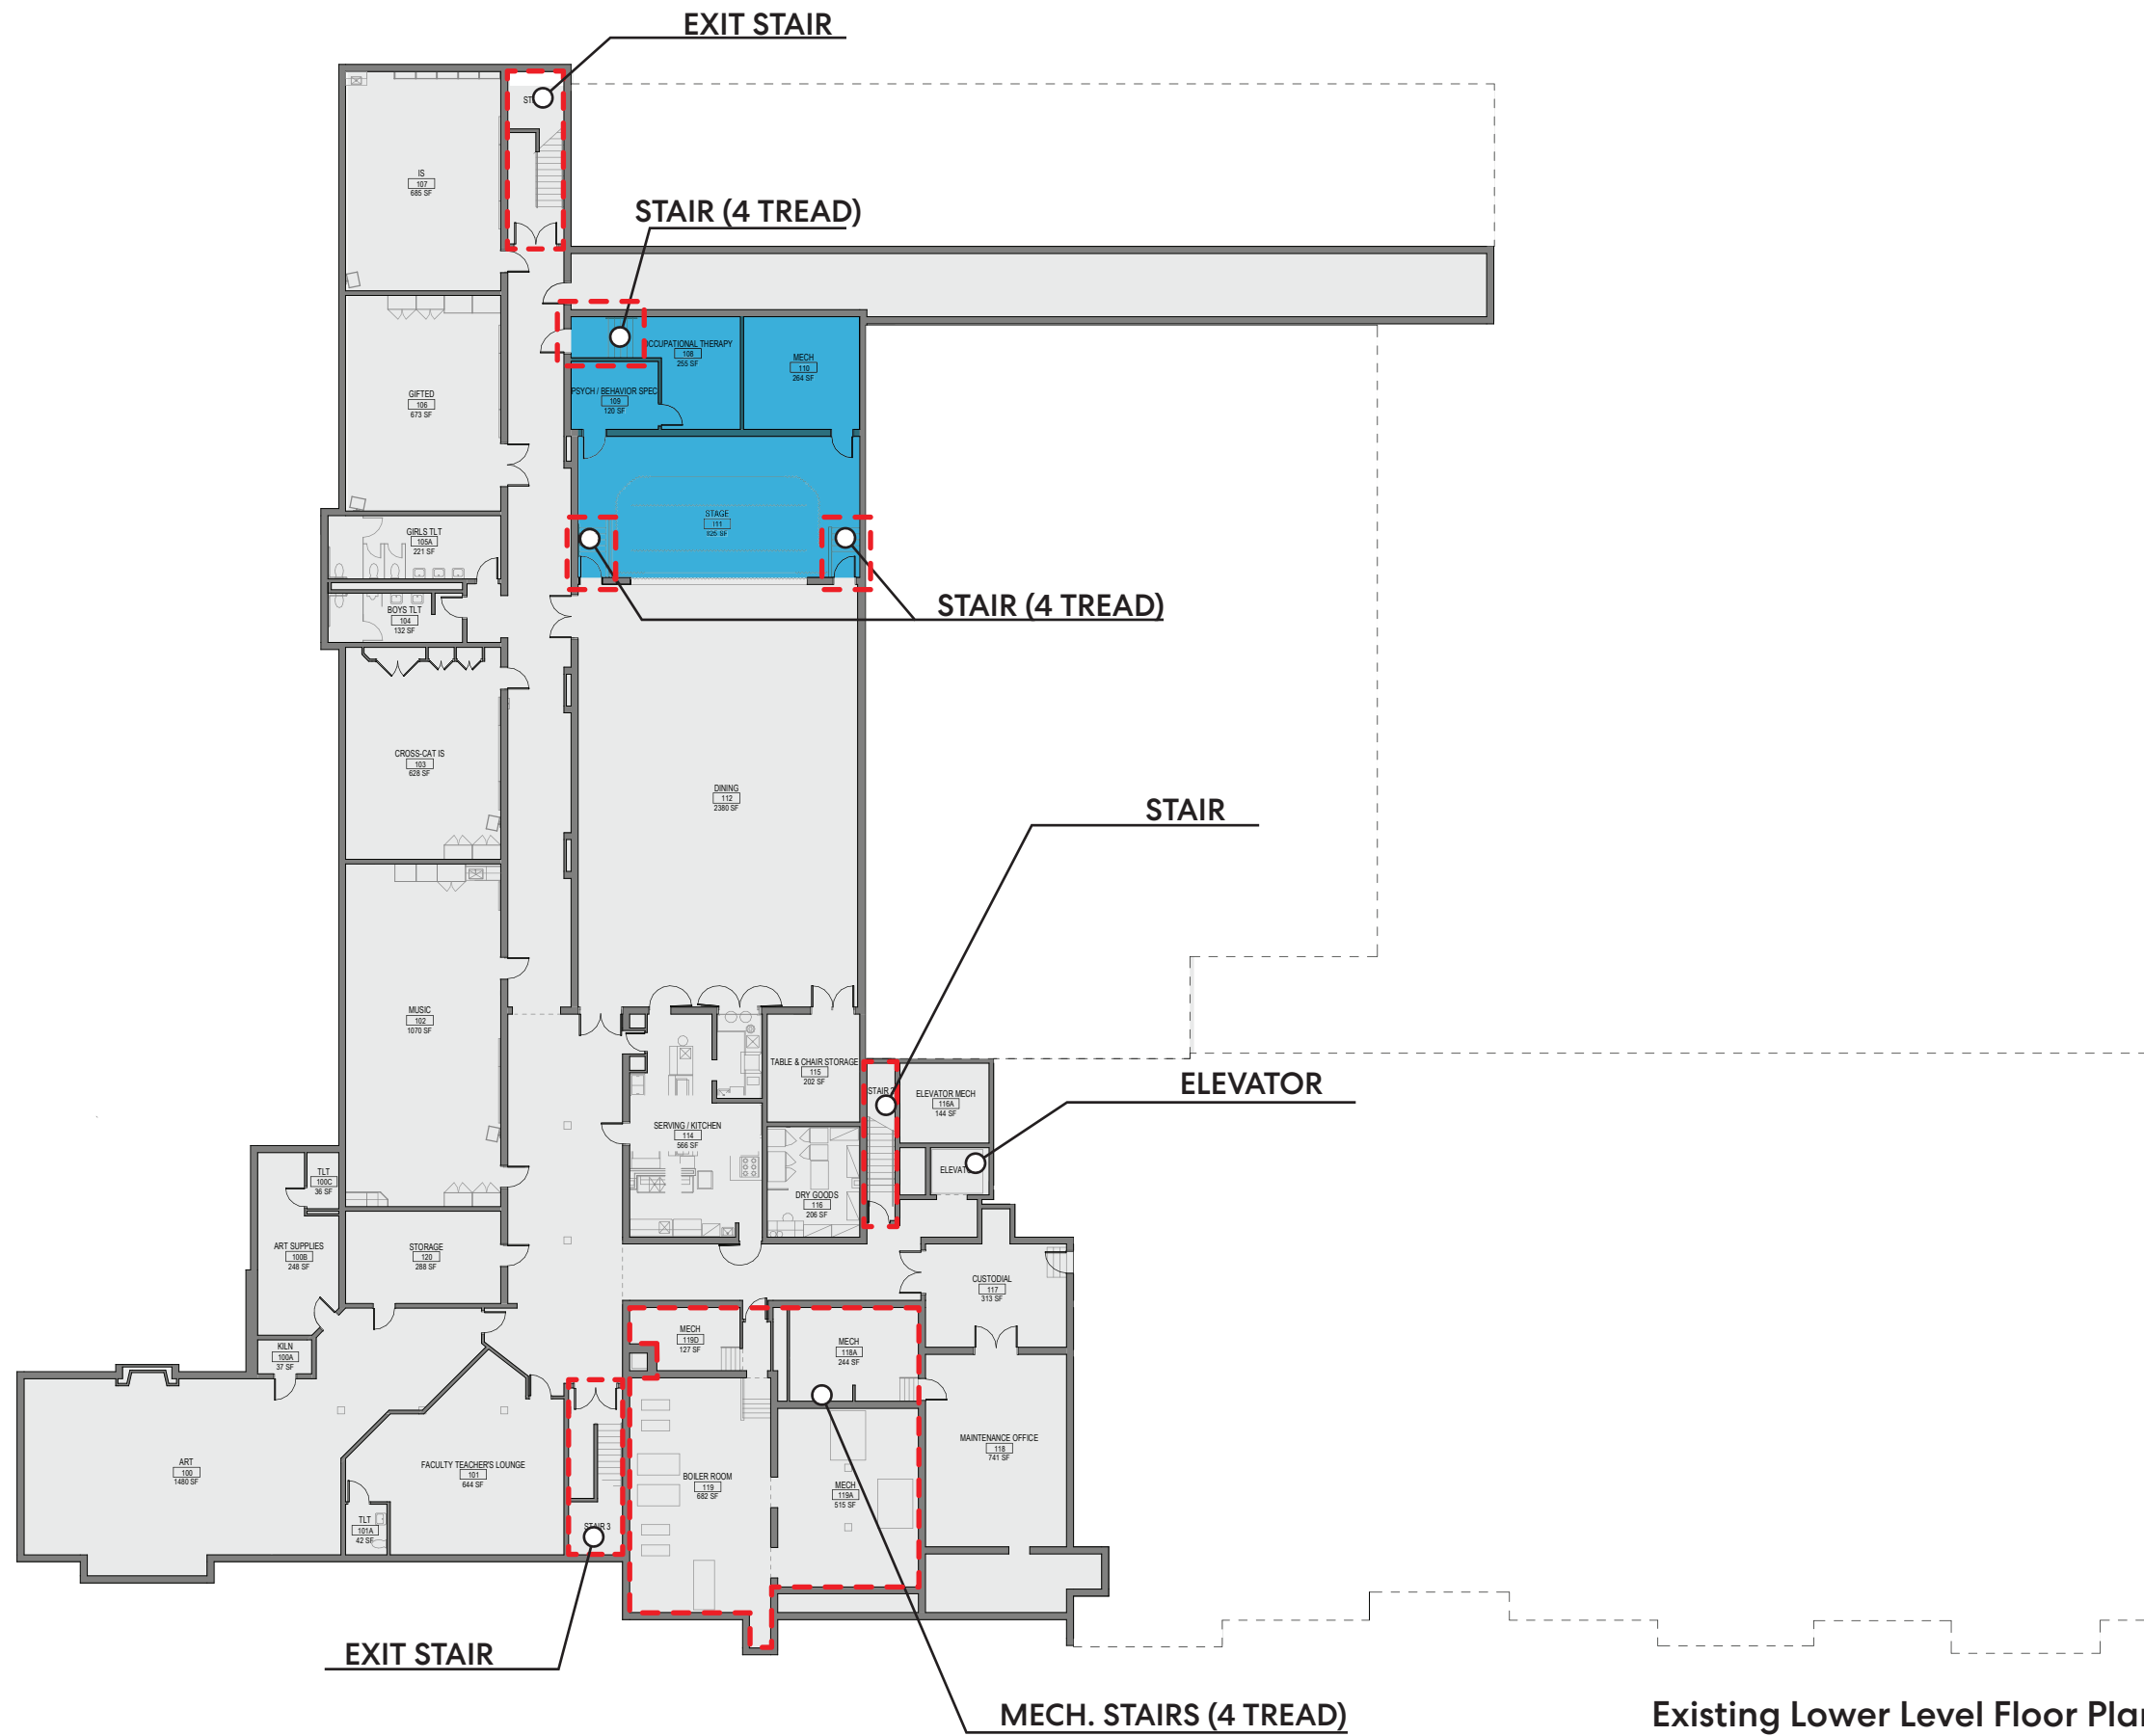 EXIT STAIR
IS
107
685 SF
STAIR (4 TREAD)
OCCUPATIONAL THERAPY
108
255 SF
MECH
110
264 SF
PSYCH / BEHAVIOR SPEC
109
120 SF
GIFTED
106
673 SF
STAGE
111
GIRLS TLT
105A
221 SF
BOYS TLT
104
132 SF
STAIR (4 TREAD)
CROSS-CAT IS
103
628 SF
DINING
112
2380 SF
STAIR
MUSIC
102
1070 SF
TABLE & CHAIR STORAGE
115
202 SF
STAIR 2
ELEVATOR MECH
116A
144 SF
ELEVATOR
SERVING / KITCHEN
114
566 SF
TLT
100C
36 SF
DRY GOODS
116
206 SF
ART SUPPLIES
100B
248 SF
STORAGE
120
288 SF
CUSTODIAL
117
313 SF
MECH
119D
127 SF
MECH
118A
244 SF
KILN
100A
37 SF
ART
100
1480 SF
FACULTY TEACHER'S LOUNGE
101
644 SF
BOILER ROOM
119
682 SF
MECH
119A
515 SF
MAINTENANCE OFFICE
118
741 SF
TLT
101A
42 SF
STAIR 3
EXIT STAIR
MECH. STAIRS (4 TREAD)
Existing Lower Level Floor Plan